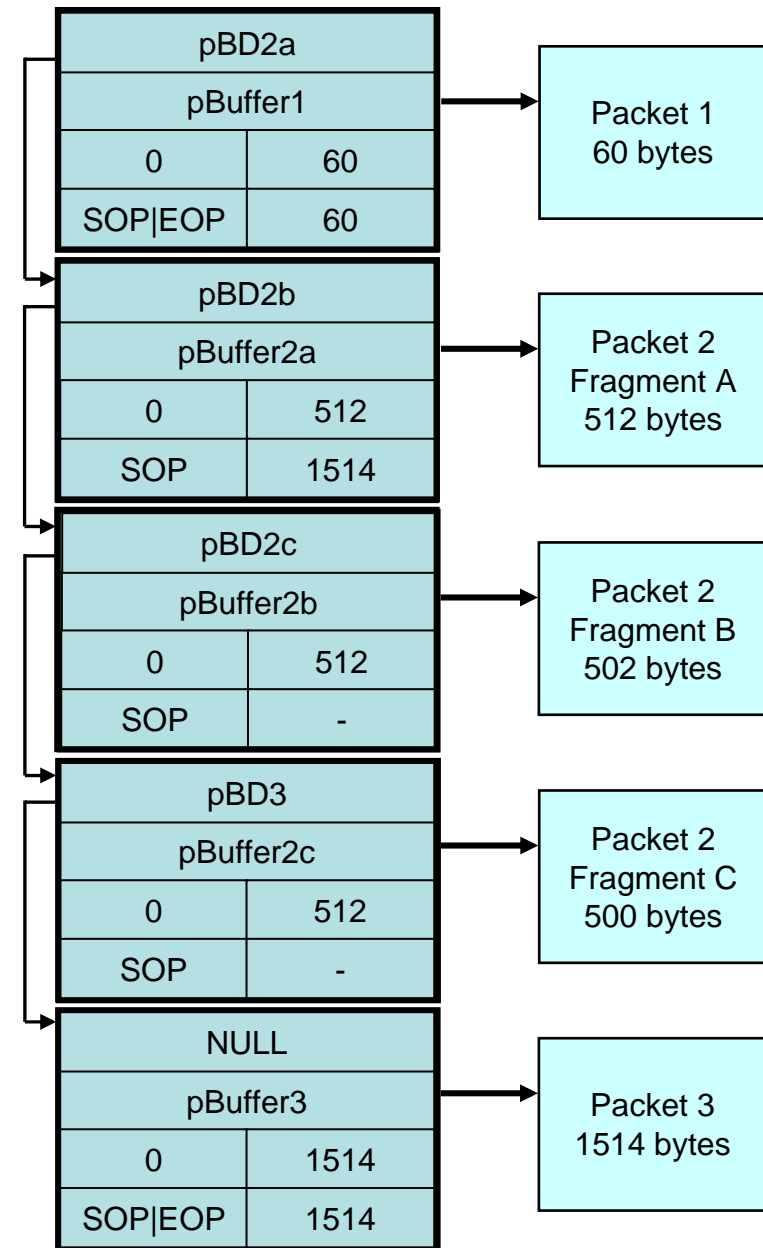 pBD2a
pBuffer1
0 60
SOP|EOP 60
Packet 1
60 bytes
pBD2b
pBuffer2a
0 512
SOP 1514
Packet 2
Fragment A
512 bytes
pBD2c
pBuffer2b
0 512
SOP -
Packet 2
Fragment B
502 bytes
pBD3
pBuffer2c
0 512
SOP -
Packet 2
Fragment C
500 bytes
NULL
pBuffer3
0 1514
SOP|EOP 1514
Packet 3
1514 bytes